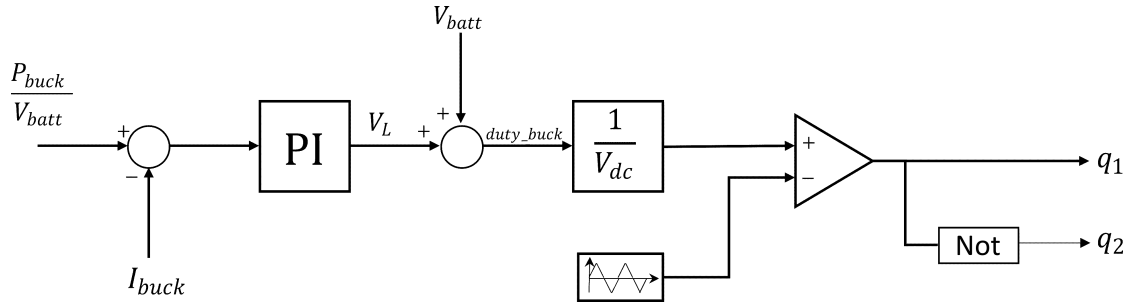 V_batt
P_buck
V_batt
+
−
I_buck
PI
V_L
+
+
duty_buck
1
V_dc
+
−
q_1
Not
q_2